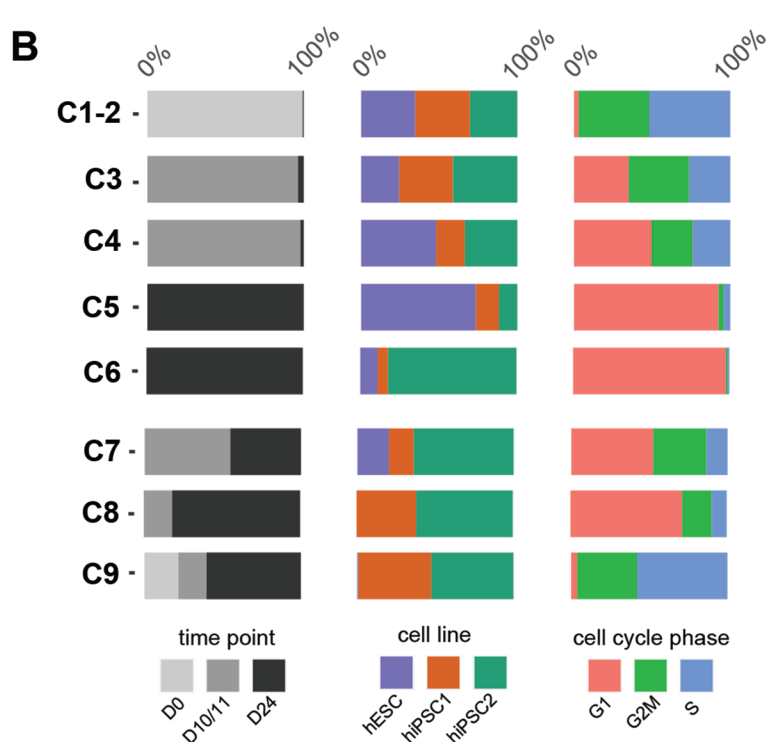 B
0% 100% 0% 100% 0% 100%
C1-2 -
C3 -
C4 -
C5 -
C6 -
C7 -
C8 -
C9 -
time point cell line cell cycle phase
D0 D10/11 D24 hESC hiPSC1 hiPSC2 G1 G2M S